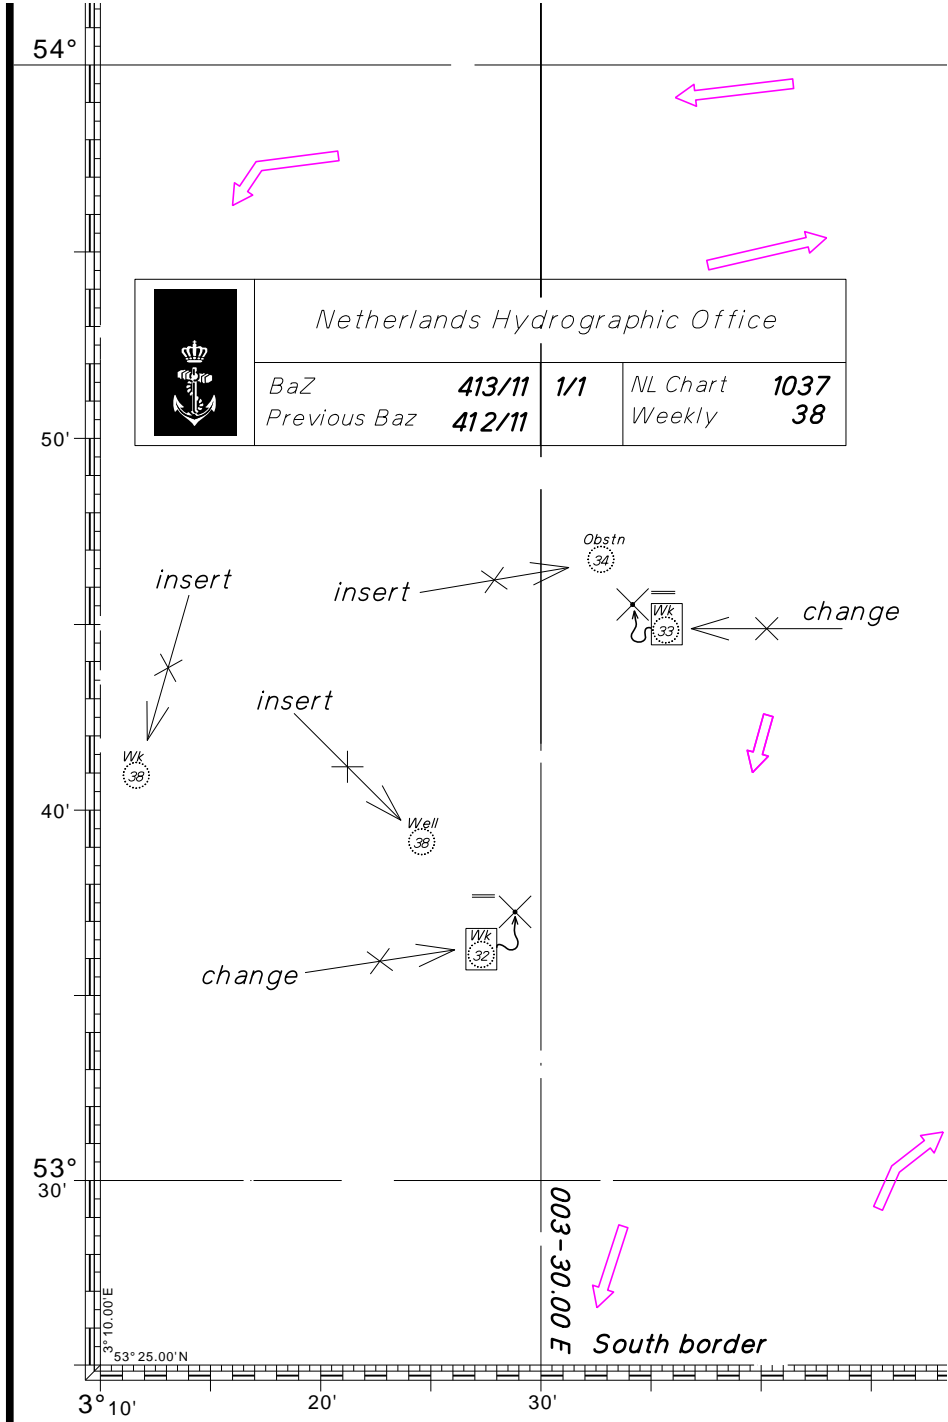 54°
Netherlands Hydrographic Office
BaZ 413/11 1/1 NL Chart 1037
Previous Baz 412/11 Weekly 38
50'
Obstn
34
insert
insert
Wk
33
change
insert
Wk
38
40'
Well
38
Wk
32
change
53°
30'
003-30.00 E
3° 10.00'E
53° 25.00'N
South border
3° 10' 20' 30'